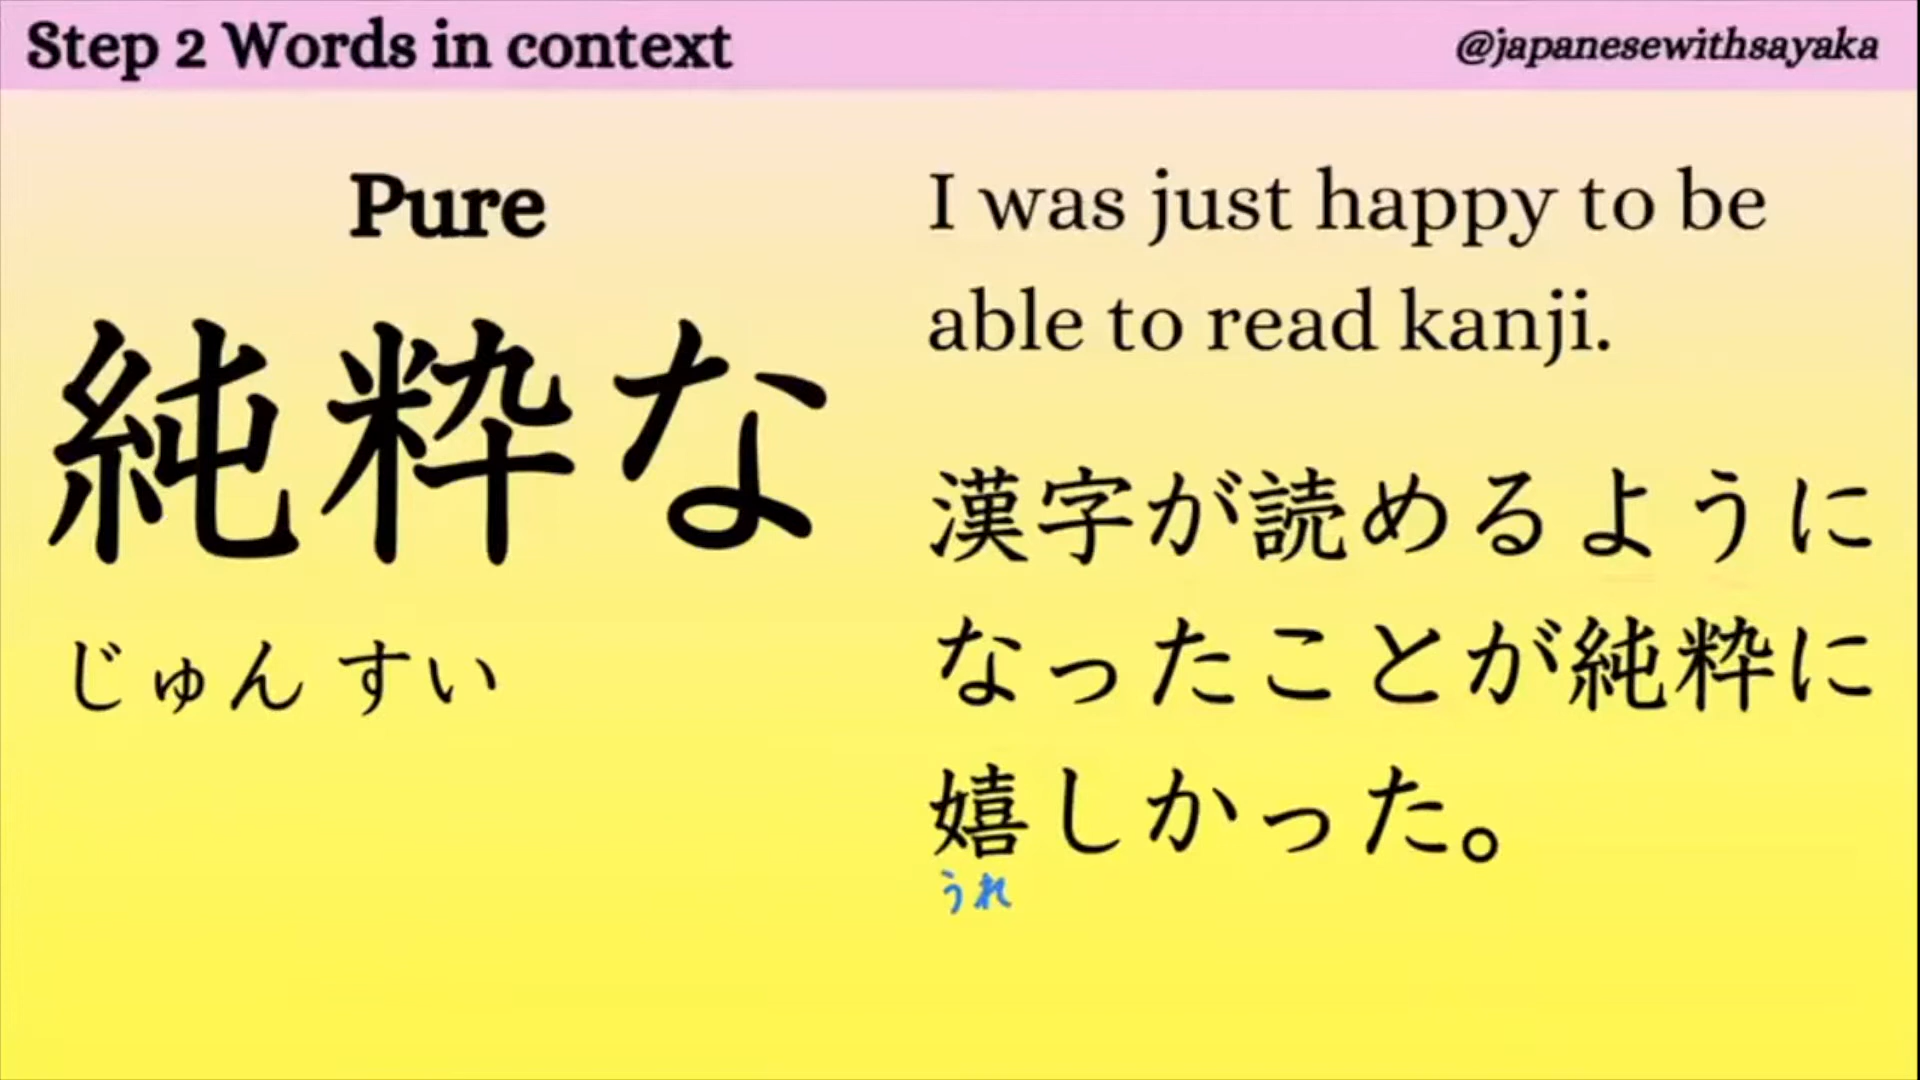 Step 2 Words in context
@japanesewithsayaka
Pure
純粋な
じゅん すい
I was just happy to be
able to read kanji.
漢字が読めるように
なったことが純粋に
嬉しかった。
うれ